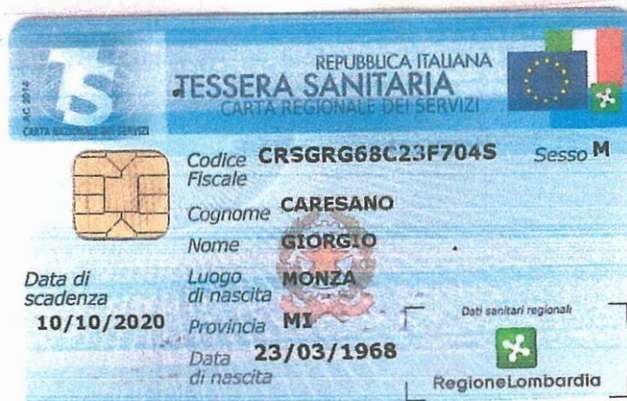 REPUBBLICA ITALIANA
TESSERA SANITARIA
CARTA REGIONALE DEI SERVIZI
AC 2014
TS
CARTA NAZIONALE DEI SERVIZI
Codice Fiscale CRSGRG68C23F704S Sesso M
Cognome CARESANO
Nome GIORGIO
Luogo di nascita MONZA
Provincia MI
Data di nascita 23/03/1968
Data di scadenza
10/10/2020
Dati sanitari regionali
RegioneLombardia